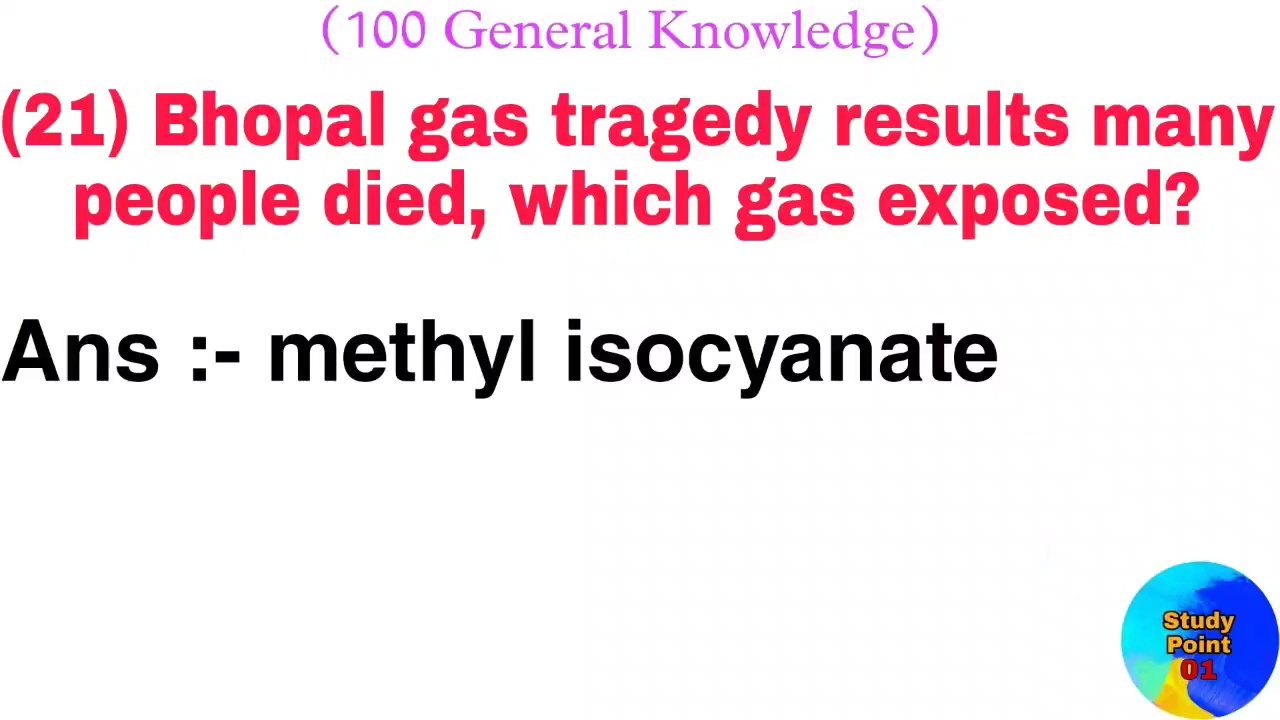 (100 General Knowledge)
(21) Bhopal gas tragedy results many
people died, which gas exposed?
Ans :- methyl isocyanate
Study
Point
01